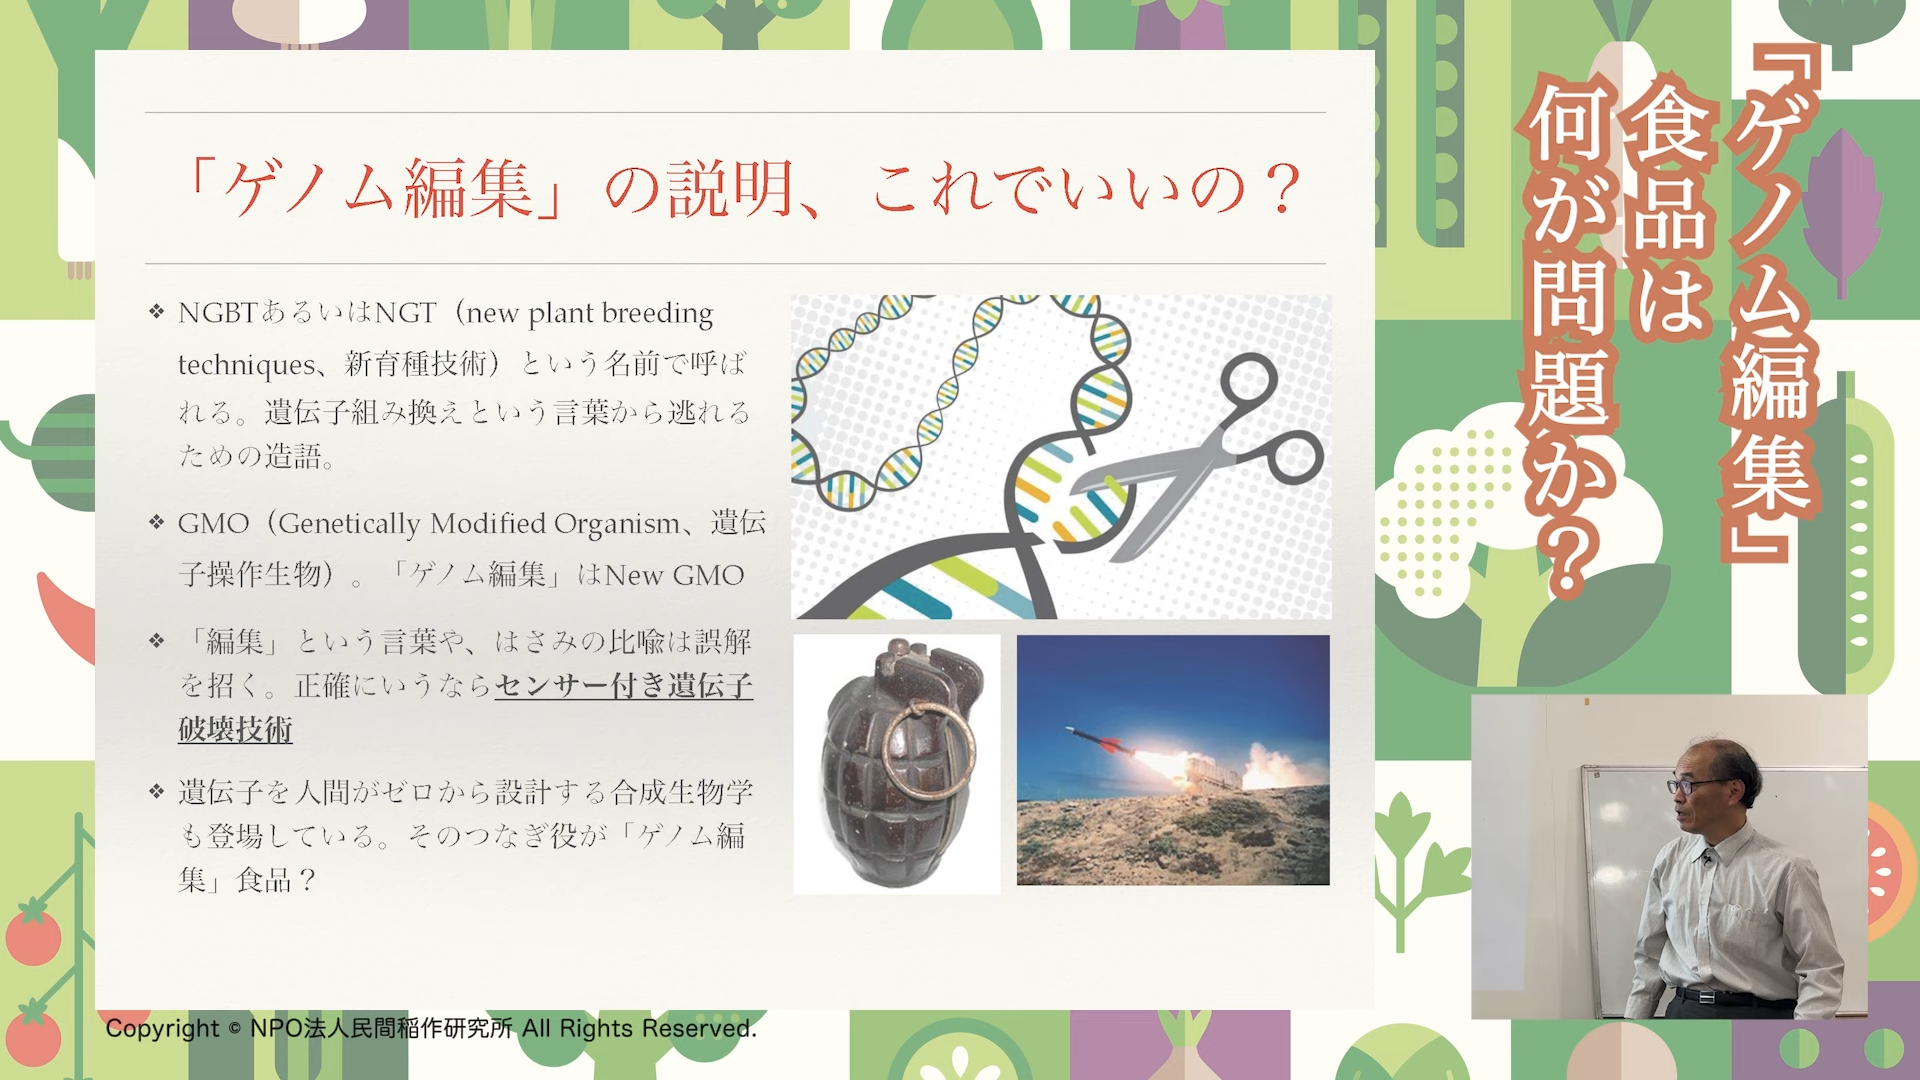 「ゲノム編集」の説明、これでいいの？
❖ NGBTあるいはNGT（new plant breeding
techniques、新育種技術）という名前で呼ば
れる。遺伝子組み換えという言葉から逃れる
ための造語。
❖ GMO（Genetically Modified Organism、遺伝
子操作生物）。「ゲノム編集」はNew GMO
❖ 「編集」という言葉や、はさみの比喩は誤解
を招く。正確にいうならセンサー付き遺伝子
破壊技術
❖ 遺伝子を人間がゼロから設計する合成生物学
も登場している。そのつなぎ役が「ゲノム編
集」食品？
『ゲノム編集』
食品は
何が問題か？
Copyright © NPO法人民間稲作研究所 All Rights Reserved.